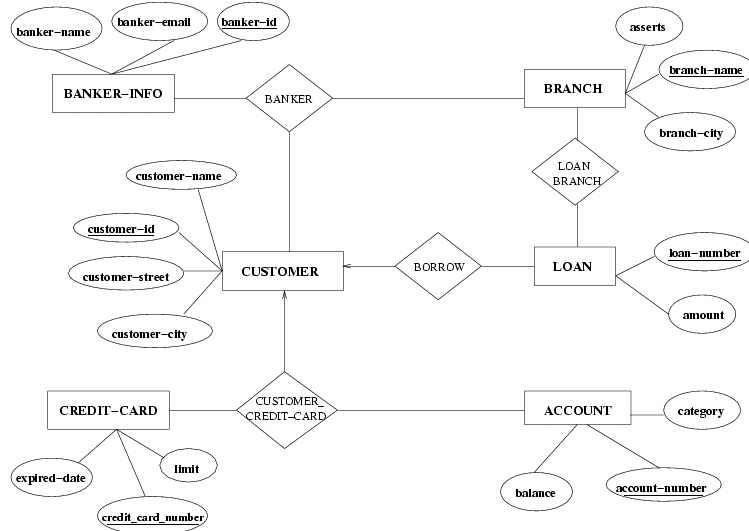 banker-name
banker-email
banker-id
asserts
branch-name
branch-city
BANKER-INFO
BANKER
BRANCH
LOAN
BRANCH
customer-name
customer-id
customer-street
customer-city
CUSTOMER
BORROW
LOAN
loan-number
amount
CREDIT-CARD
CUSTOMER_
CREDIT-CARD
ACCOUNT
category
expired-date
limit
credit_card_number
balance
account-number